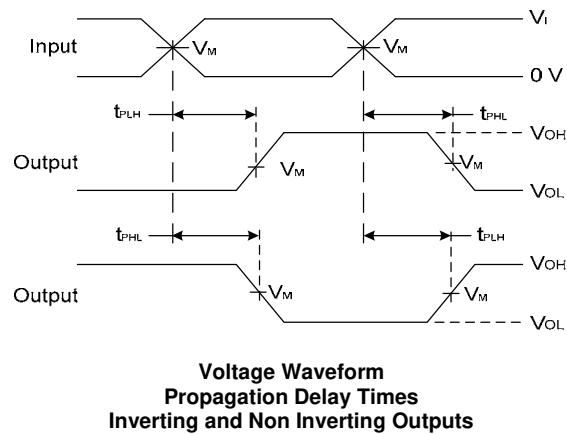 Input
VM
VM
VI
0 V
tPLH
tPHL
Output
VM
VM
VOH
VOL
tPHL
tPLH
Output
VM
VM
VOH
VOL
Voltage Waveform
Propagation Delay Times
Inverting and Non Inverting Outputs